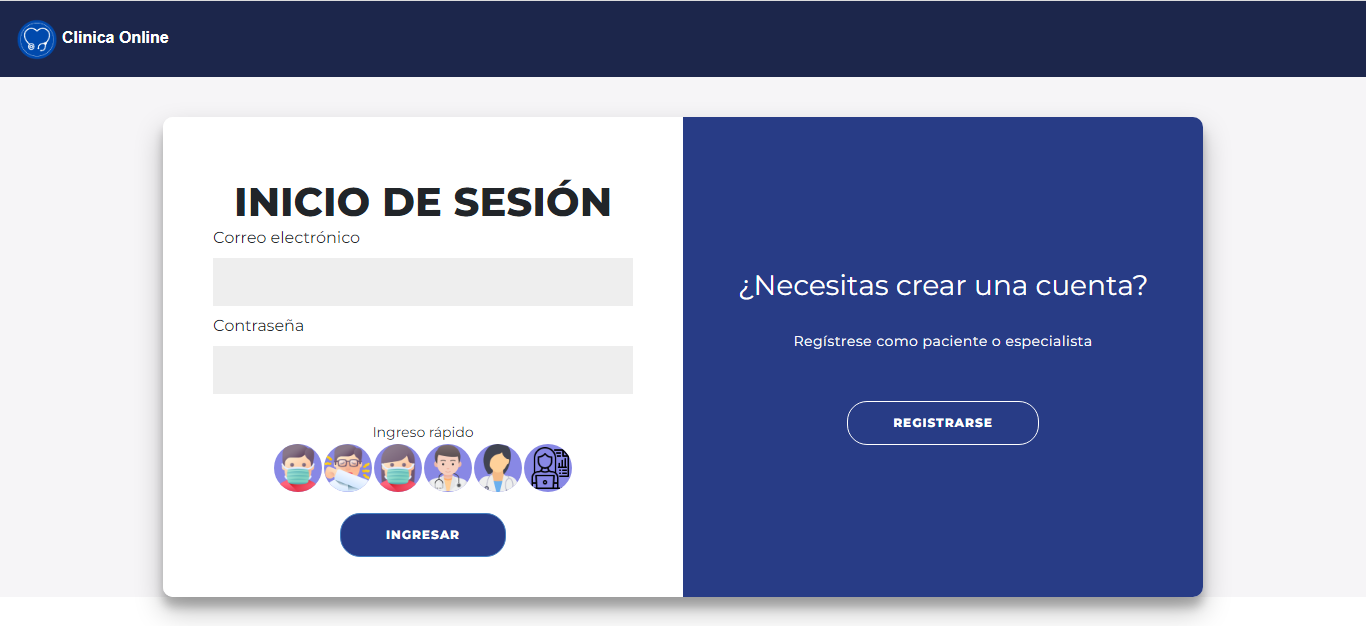 Clinica Online
INICIO DE SESIÓN
Correo electrónico
Contraseña
Ingreso rápido
INGRESAR
¿Necesitas crear una cuenta?
Regístrese como paciente o especialista
REGISTRARSE